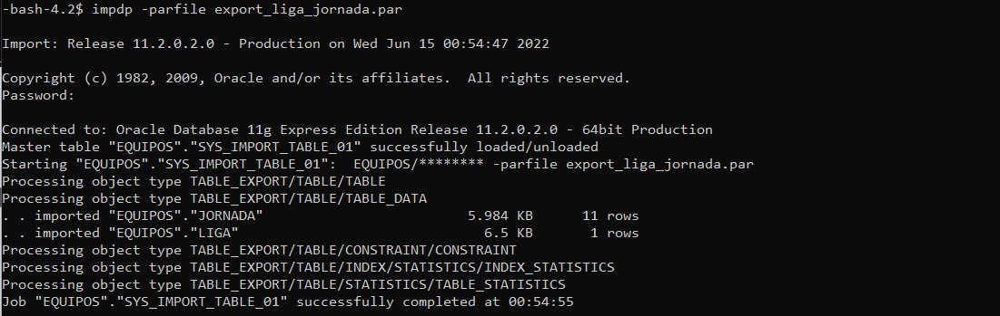 -bash-4.2$ impdp -parfile export_liga_jornada.par
Import: Release 11.2.0.2.0 - Production on Wed Jun 15 00:54:47 2022
Copyright (c) 1982, 2009, Oracle and/or its affiliates.  All rights reserved.
Password:
Connected to: Oracle Database 11g Express Edition Release 11.2.0.2.0 - 64bit Production
Master table "EQUIPOS"."SYS_IMPORT_TABLE_01" successfully loaded/unloaded
Starting "EQUIPOS"."SYS_IMPORT_TABLE_01":  EQUIPOS/******** -parfile export_liga_jornada.par
Processing object type TABLE_EXPORT/TABLE/TABLE
Processing object type TABLE_EXPORT/TABLE/TABLE_DATA
. . imported "EQUIPOS"."JORNADA"                         5.984 KB      11 rows
. . imported "EQUIPOS"."LIGA"                              6.5 KB       1 rows
Processing object type TABLE_EXPORT/TABLE/CONSTRAINT/CONSTRAINT
Processing object type TABLE_EXPORT/TABLE/INDEX/STATISTICS/INDEX_STATISTICS
Processing object type TABLE_EXPORT/TABLE/STATISTICS/TABLE_STATISTICS
Job "EQUIPOS"."SYS_IMPORT_TABLE_01" successfully completed at 00:54:55